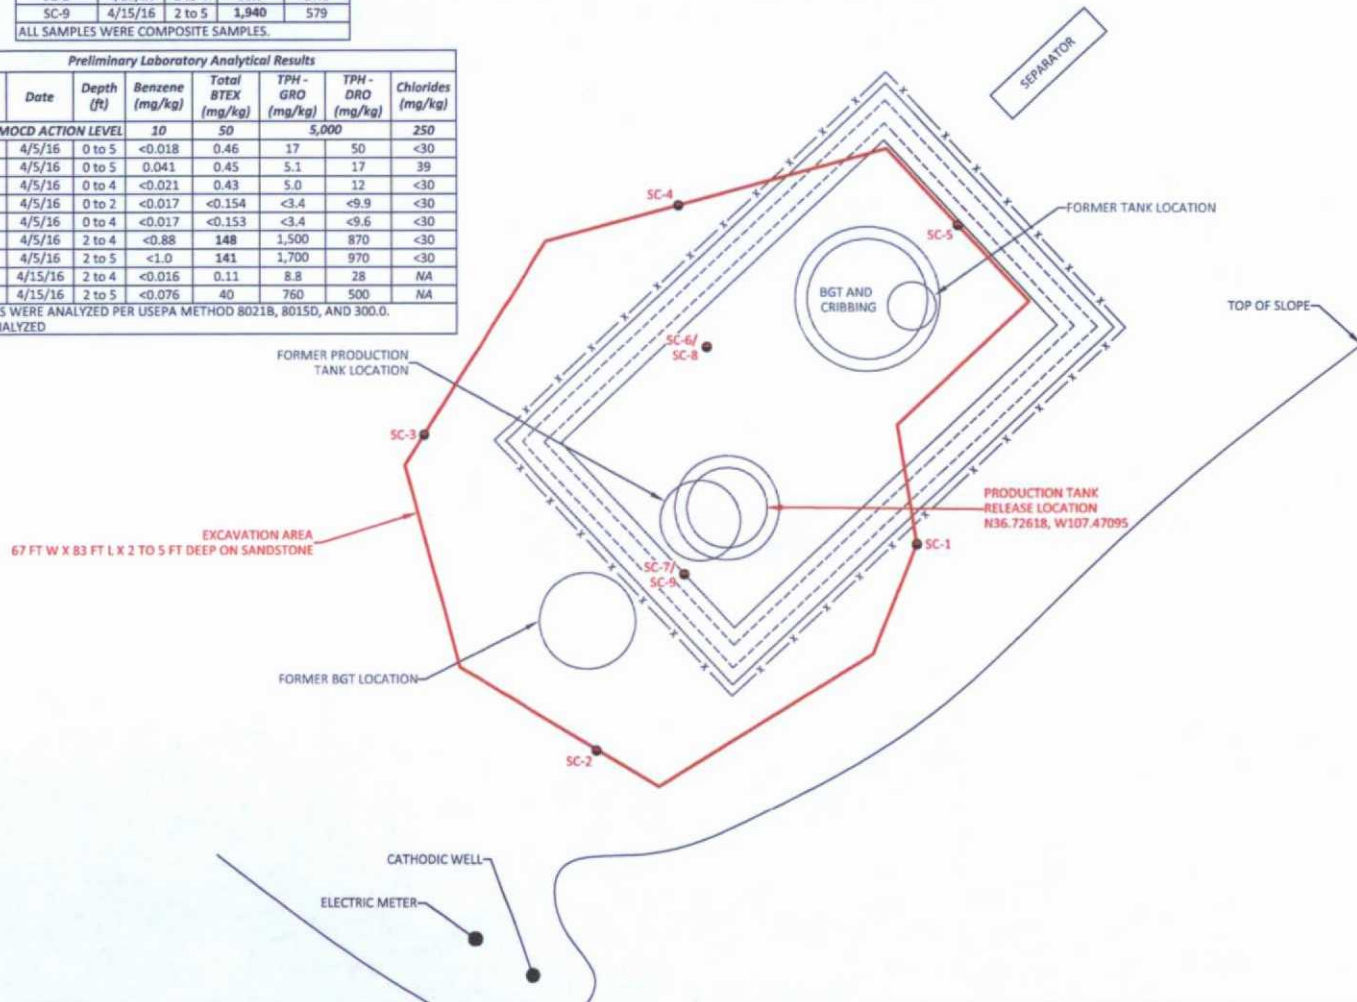 SC-9 4/15/16 2 to 5 1,940 579
ALL SAMPLES WERE COMPOSITE SAMPLES.
Preliminary Laboratory Analytical Results
Date Depth (ft) Benzene (mg/kg) Total BTEX (mg/kg) TPH - GRO (mg/kg) TPH - DRO (mg/kg) Chlorides (mg/kg)
MOCD ACTION LEVEL 10 50 5,000 250
4/5/16 0 to 5 <0.018 0.46 17 50 <30
4/5/16 0 to 5 0.041 0.45 5.1 17 39
4/5/16 0 to 4 <0.021 0.43 5.0 12 <30
4/5/16 0 to 2 <0.017 <0.154 <3.4 <9.9 <30
4/5/16 0 to 4 <0.017 <0.153 <3.4 <9.6 <30
4/5/16 2 to 4 <0.88 148 1,500 870 <30
4/5/16 2 to 5 <1.0 141 1,700 970 <30
4/15/16 2 to 4 <0.016 0.11 8.8 28 NA
4/15/16 2 to 5 <0.076 40 760 500 NA
S WERE ANALYZED PER USEPA METHOD 8021B, 8015D, AND 300.0.
ALYZED
SEPARATOR
SC-4
SC-5
FORMER TANK LOCATION
BGT AND
CRIBBING
TOP OF SLOPE
SC-6/
SC-8
FORMER PRODUCTION
TANK LOCATION
SC-3
PRODUCTION TANK
RELEASE LOCATION
N36.72618, W107.47095
EXCAVATION AREA
67 FT W X 83 FT L X 2 TO 5 FT DEEP ON SANDSTONE
SC-1
SC-7/
SC-9
FORMER BGT LOCATION
SC-2
CATHODIC WELL
ELECTRIC METER